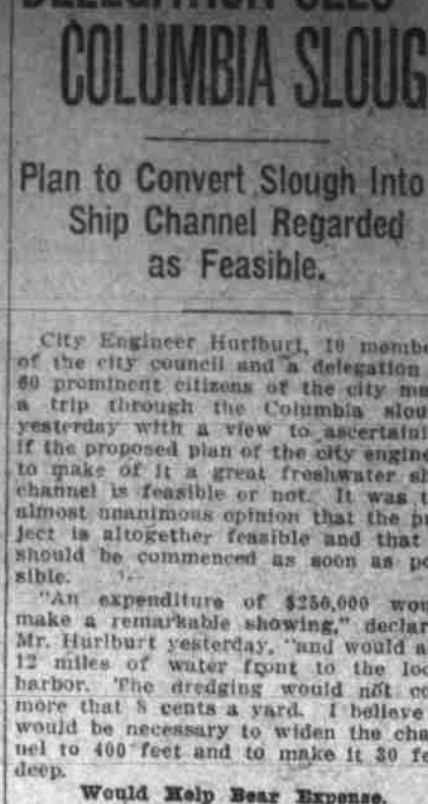 DELEGATION SEES
COLUMBIA SLOUG
Plan to Convert Slough Into
Ship Channel Regarded
as Feasible.
City Engineer Hurlburt, 10 membe
of the city council and a delegation
60 prominent citizens of the city ma
a trip through the Columbia slou
yesterday with a view to ascertaini
if the proposed plan of the city engine
to make of it a great freshwater sh
channel is feasible or not. It was t
almost unanimous opinion that the pr
ject is altogether feasible and that
should be commenced as soon as po
sible.
"An expenditure of $250,000 wou
make a remarkable showing," declar
Mr. Hurlburt yesterday, "and would a
12 miles of water front to the loc
harbor. The dredging would not co
more that 8 cents a yard. I believe
would be necessary to widen the cha
nel to 400 feet and to make it 30 fe
deep.
Would Help Bear Expense.